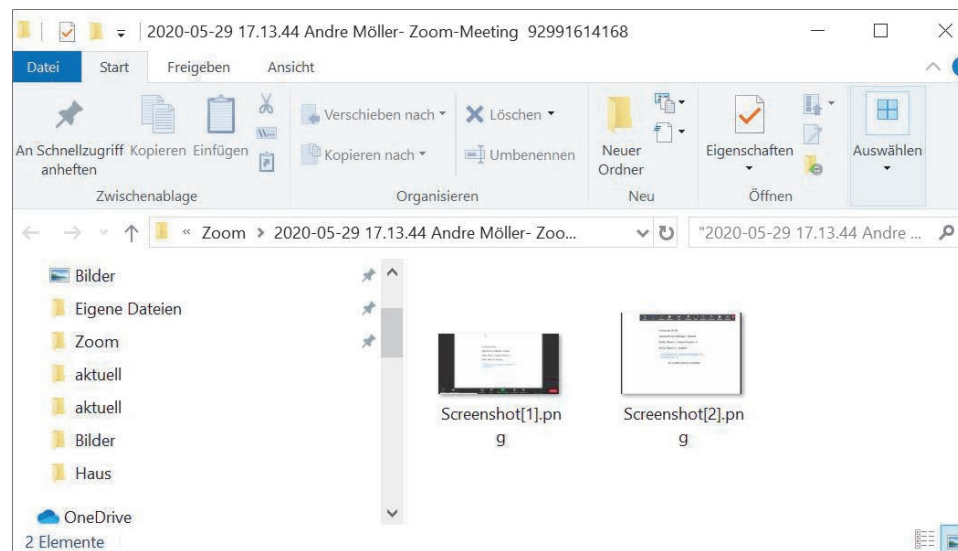 2020-05-29 17.13.44 Andre Möller- Zoom-Meeting 92991614168
Datei Start Freigeben Ansicht
An Schnellzugriff anheften
Kopieren
Einfügen
Zwischenablage
Verschieben nach
Kopieren nach
Löschen
Umbenennen
Organisieren
Neuer
Ordner
Neu
Eigenschaften
Öffnen
Auswählen
« Zoom > 2020-05-29 17.13.44 Andre Möller- Zoo...
"2020-05-29 17.13.44 Andre ...
Bilder
Eigene Dateien
Zoom
aktuell
aktuell
Bilder
Haus
OneDrive
Screenshot[1].pn
g
Screenshot[2].pn
g
2 Elemente